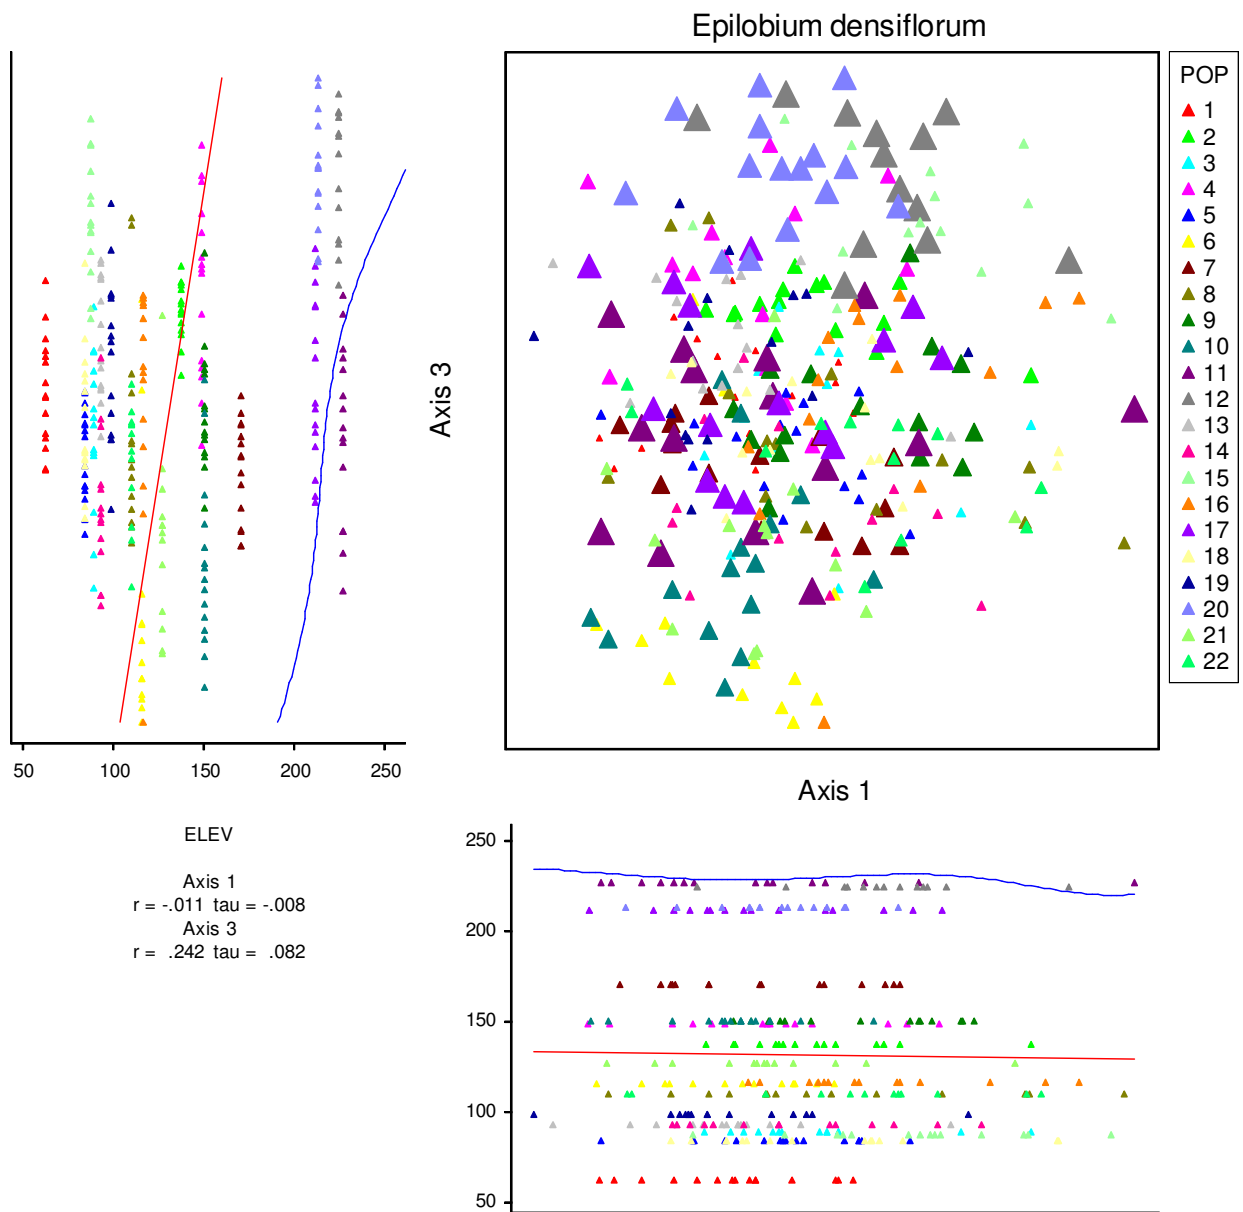 Epilobium densiflorum
POP
1
2
3
4
5
6
7
8
9
10
11
12
13
14
15
16
17
18
19
20
21
22
Axis 3
50 100 150 200 250
Axis 1
ELEV
Axis 1
r = -.011 tau = -.008
Axis 3
r = .242 tau = .082
250
200
150
100
50